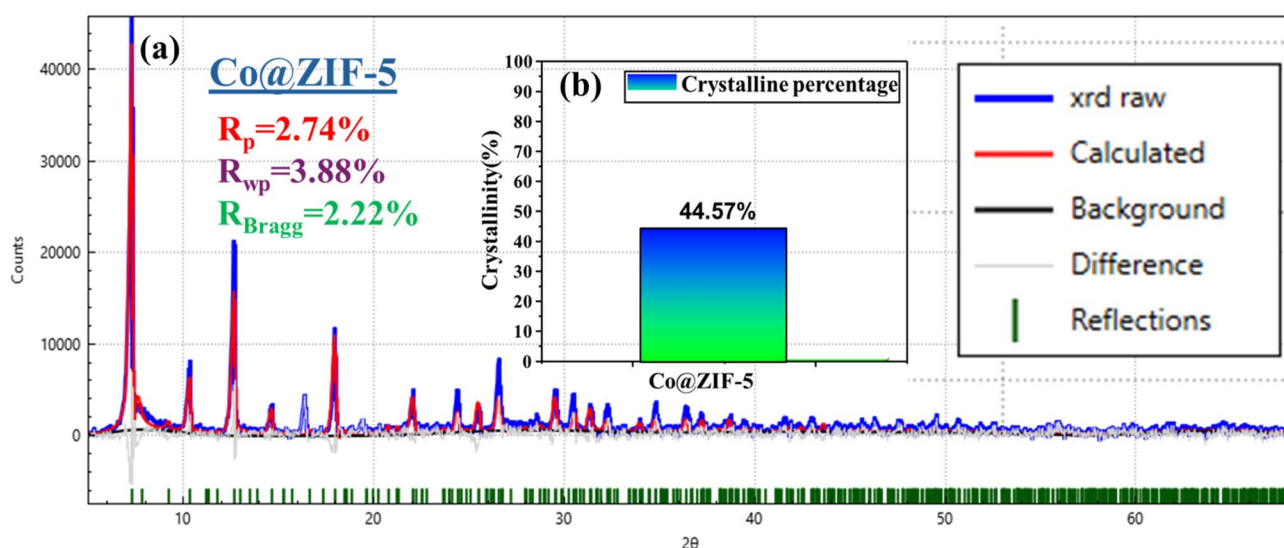 (a)
Co@ZIF-5
Rp=2.74%
Rwp=3.88%
RBragg=2.22%
Counts
40000
30000
20000
10000
0
10
20
30
40
50
60
2θ
(b)
Crystalline percentage
Crystallinity(%)
100
90
80
70
60
50
40
30
20
10
0
44.57%
Co@ZIF-5
xrd raw
Calculated
Background
Difference
Reflections